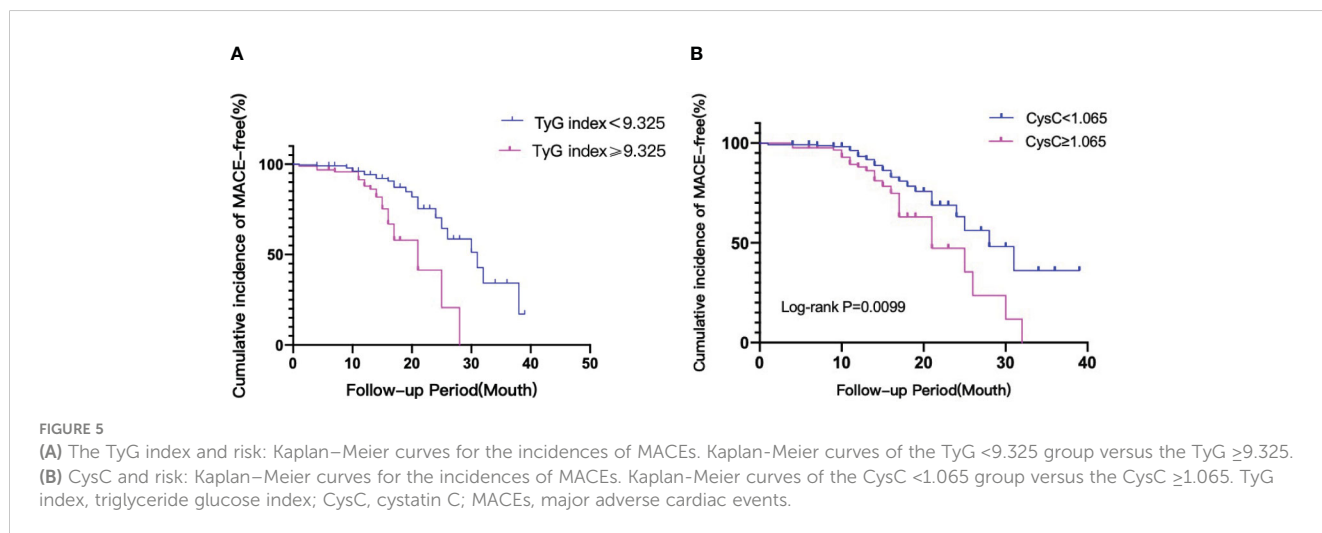 A
B
Cumulative incidence of MACE-free(%)
TyG index<9.325
TyG index≥9.325
100
50
0
0 10 20 30 40 50
Follow-up Period(Mouth)
Cumulative incidence of MACE-free(%)
CysC<1.065
CysC≥1.065
100
50
0
Log-rank P=0.0099
0 10 20 30 40
Follow-up Period(Mouth)
FIGURE 5
(A) The TyG index and risk: Kaplan–Meier curves for the incidences of MACEs. Kaplan-Meier curves of the TyG <9.325 group versus the TyG ≥9.325.
(B) CysC and risk: Kaplan–Meier curves for the incidences of MACEs. Kaplan-Meier curves of the CysC <1.065 group versus the CysC ≥1.065. TyG
index, triglyceride glucose index; CysC, cystatin C; MACEs, major adverse cardiac events.